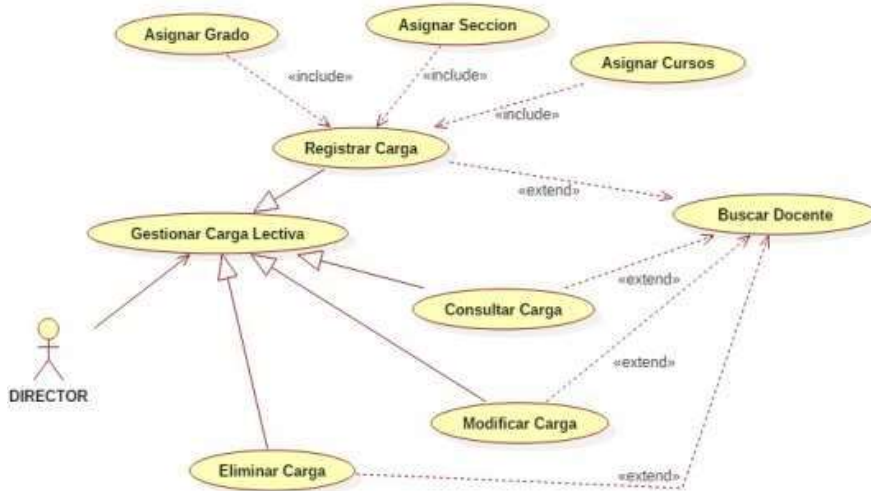 Asignar Grado
Asignar Seccion
Asignar Cursos
«include»
«include»
«include»
Registrar Carga
«extend»
Buscar Docente
Gestionar Carga Lectiva
«extend»
Consultar Carga
«extend»
DIRECTOR
Modificar Carga
Eliminar Carga
«extend»